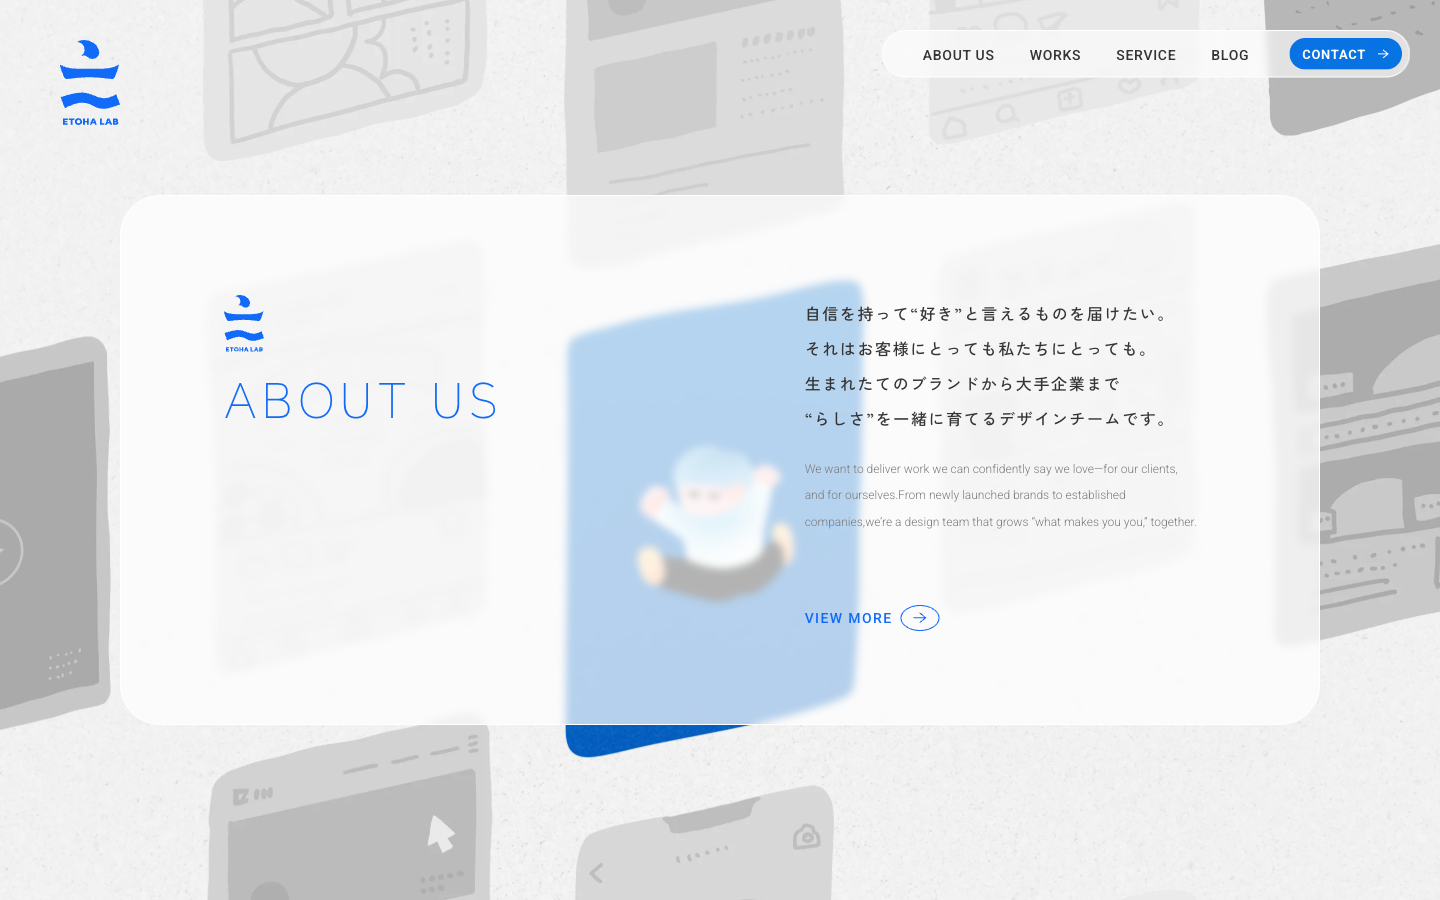 ETOHA LAB
ABOUT US
WORKS
SERVICE
BLOG
CONTACT
ETOHA LAB
ABOUT US
自信を持って“好き”と言えるものを届けたい。
それはお客様にとっても私たちにとっても。
生まれたてのブランドから大手企業まで
“らしさ”を一緒に育てるデザインチームです。
We want to deliver work we can confidently say we love—for our clients,
and for ourselves.From newly launched brands to established
companies,we’re a design team that grows “what makes you you,” together.
VIEW MORE